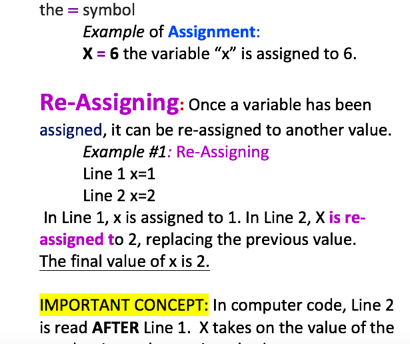 the = symbol
Example of Assignment:
X = 6 the variable “x” is assigned to 6.
Re-Assigning: Once a variable has been
assigned, it can be re-assigned to another value.
Example #1: Re-Assigning
Line 1 x=1
Line 2 x=2
In Line 1, x is assigned to 1. In Line 2, X is re-
assigned to 2, replacing the previous value.
The final value of x is 2.
IMPORTANT CONCEPT: In computer code, Line 2
is read AFTER Line 1. X takes on the value of the